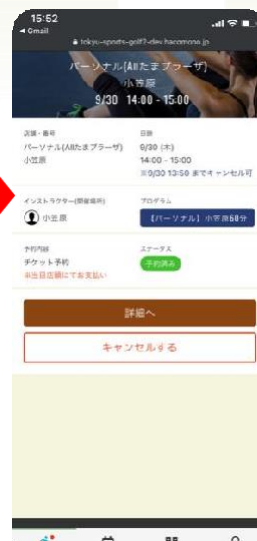 15:52
◀ Gmail
tokyu-sports-golf7-dev.hacomono.jp
パーソナル(Allたまプラーザ)
小笠原
9/30 14:00 - 15:00
店舗・番号
パーソナル(Allたまプラーザ)
小笠原
日時
9/30 (木)
14:00 - 15:00
※9/30 13:50 までキャンセル可
インストラクター(開催場所)
小笠原
プログラム
【パーソナル】小笠原50分
予約内容
チケット予約
※当日店頭にてお支払い
ステータス
予約済み
詳細へ
キャンセルする